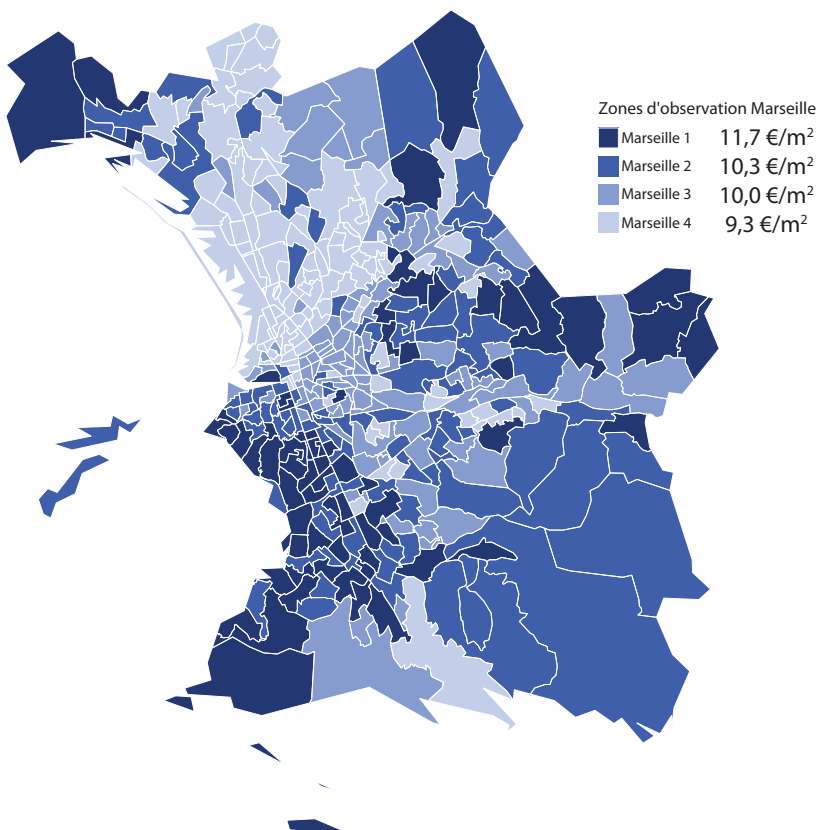 Zones d'observation Marseille
Marseille 1 11,7 €/m²
Marseille 2 10,3 €/m²
Marseille 3 10,0 €/m²
Marseille 4 9,3 €/m²